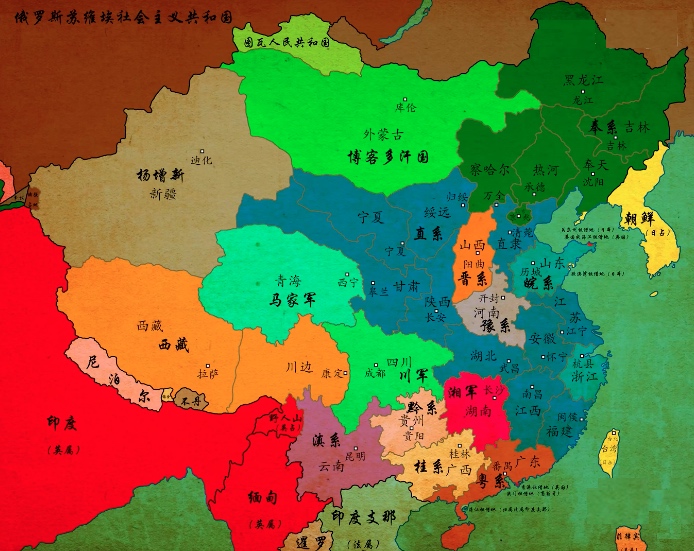 俄罗斯苏维埃社会主义共和国
图瓦人民共和国
黑龙江
龙江
库伦
外蒙古
博客多汗国
奉系
吉林
吉林
迪化
杨增新
新疆
察哈尔
热河
承德
奉天
沈阳
归绥
万全
宁夏
绥远
直系
宁夏
朝鲜
(日占)
山西
阳曲
晋系
直隶
山东
历城
皖系
青海
马家军
西宁
皋兰
甘肃
陕西
长安
开封
河南
豫系
江
苏
江宁
安徽
怀宁
西藏
西藏
拉萨
川边
康定
四川
成都
川军
湖北
武昌
杭县
浙江
尼
泊
尔
不丹
湘军
长沙
湖南
南昌
江西
闽侯
福建
黔系
贵州
贵阳
印度
(英属)
野人山
滇系
昆明
云南
桂林
桂系
广西
广东
番禺
粤系
台湾
缅甸
(英属)
印度支那
(法属)
暹罗